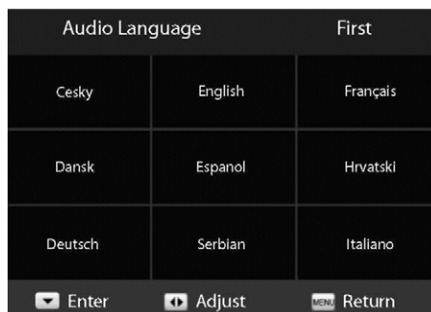 Audio Language First
Cesky English Français
Dansk Espanol Hrvatski
Deutsch Serbian Italiano
Enter Adjust MENU Return